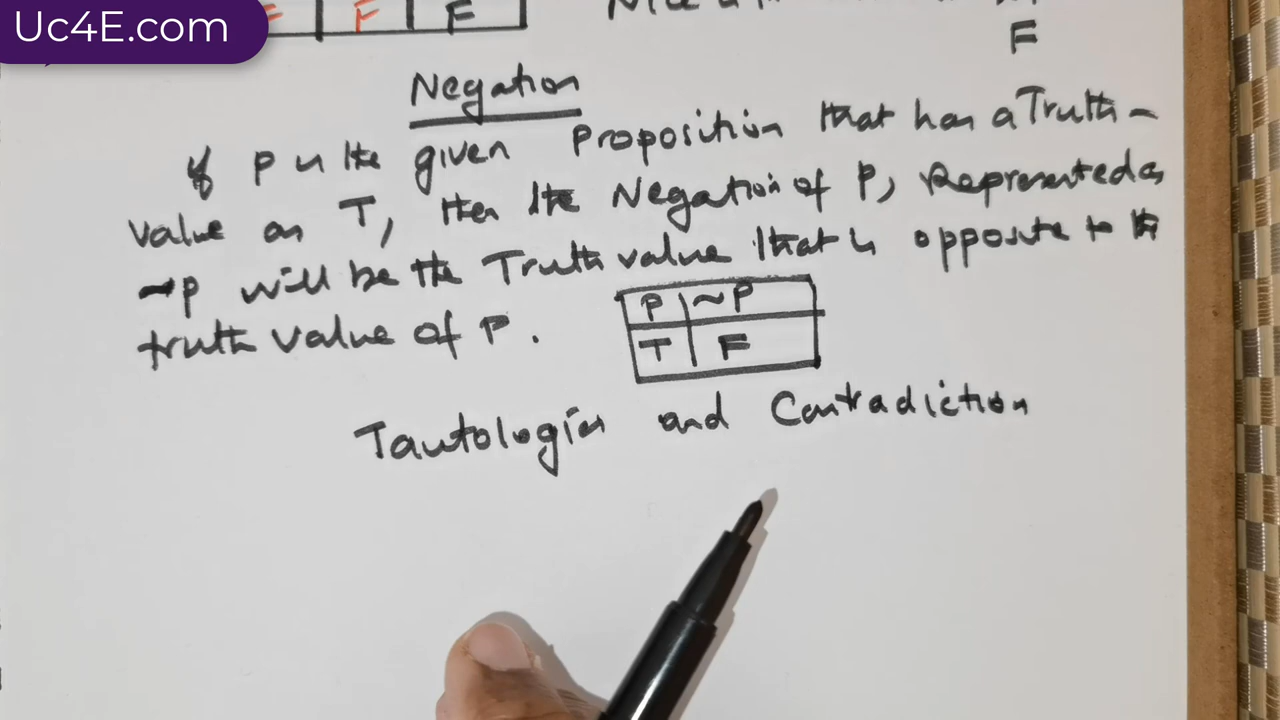 Uc4E.com
F F F
Nice
F
Negation
If P is the given Proposition that has a Truth-
value as T, then the Negation of P, Represented as
~P will be the Truth value that is opposite to the
truth value of P.
P ~P
T F
Tautologies and Contradiction